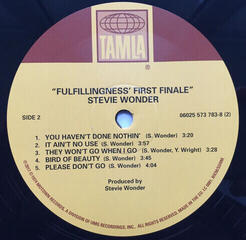 TAMLA
"FULFILLINGNESS' FIRST FINALE"
STEVIE WONDER
SIDE 2
06025 573 783-8 (2)
1. YOU HAVEN'T DONE NOTHIN' (S. Wonder) 3:20
2. IT AIN'T NO USE (S. Wonder) 3:57
3. THEY WON'T GO WHEN I GO (S. Wonder, Y. Wright) 3:28
4. BIRD OF BEAUTY (S. Wonder) 3:45
5. PLEASE DON'T GO (S. Wonder) 4:04
Produced by
Stevie Wonder